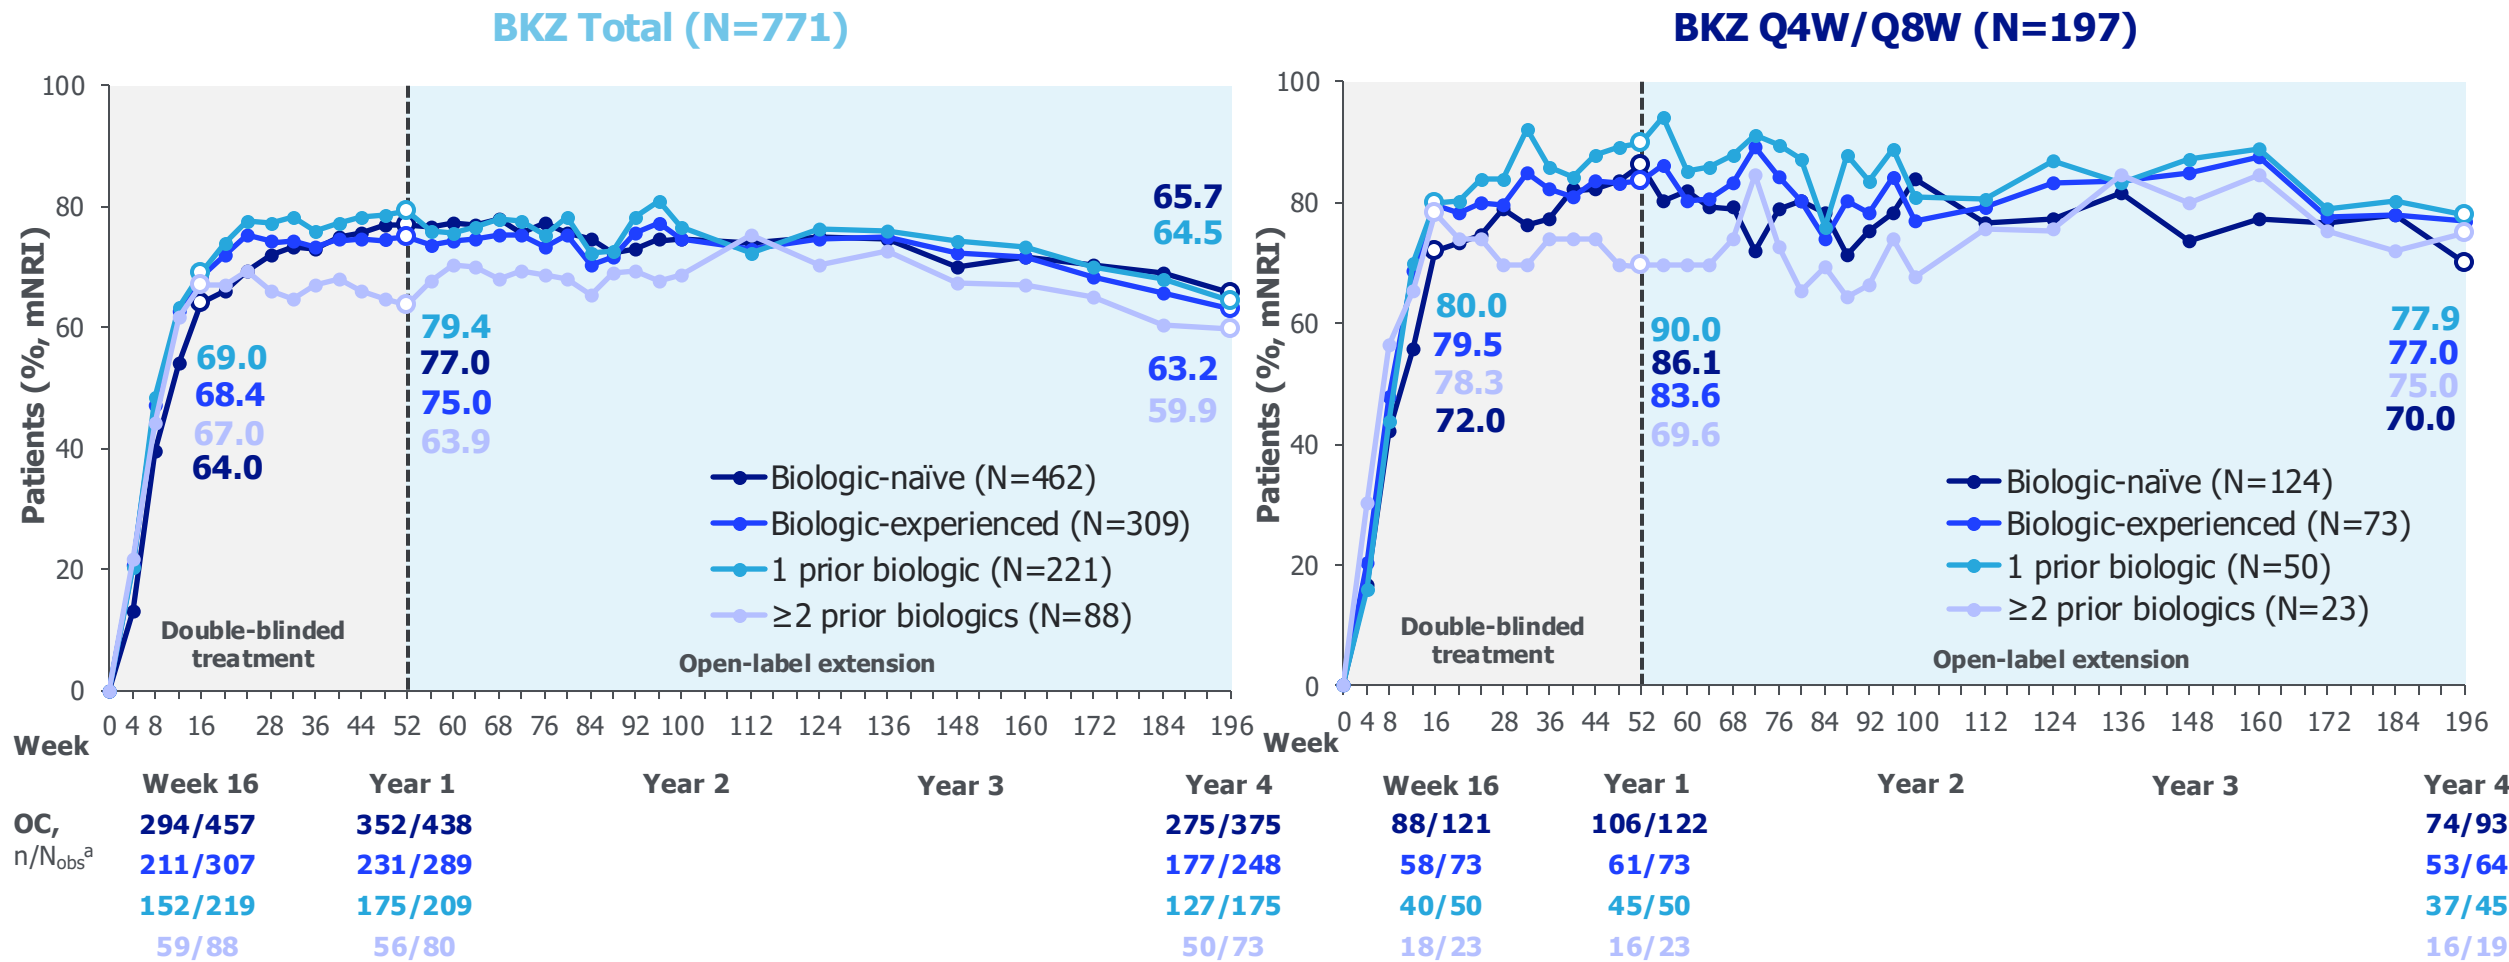 BKZ Total (N=771)
Patients (%, mNRI)
100
80
60
40
20
0
65.7
64.5
69.0
68.4
67.0
64.0
79.4
77.0
75.0
63.9
63.2
59.9
Biologic-naïve (N=462)
Biologic-experienced (N=309)
1 prior biologic (N=221)
≥2 prior biologics (N=88)
Double-blinded
treatment
Open-label extension
0 4 8 16 28 36 44 52 60 68 76 84 92 100 112 124 136 148 160 172 184 196
Week
BKZ Q4W/Q8W (N=197)
Patients (%, mNRI)
100
80
60
40
20
0
80.0
79.5
78.3
72.0
90.0
86.1
83.6
69.6
77.9
77.0
75.0
70.0
Biologic-naïve (N=124)
Biologic-experienced (N=73)
1 prior biologic (N=50)
≥2 prior biologics (N=23)
Double-blinded
treatment
Open-label extension
0 4 8 16 28 36 44 52 60 68 76 84 92 100 112 124 136 148 160 172 184 196
Week
Week 16 Year 1 Year 2 Year 3 Year 4 Week 16 Year 1 Year 2 Year 3 Year 4
OC, 294/457 352/438 275/375 88/121 106/122 74/93
n/Nobsa 211/307 231/289 177/248 58/73 61/73 53/64
152/219 175/209 127/175 40/50 45/50 37/45
59/88 56/80 50/73 18/23 16/23 16/19